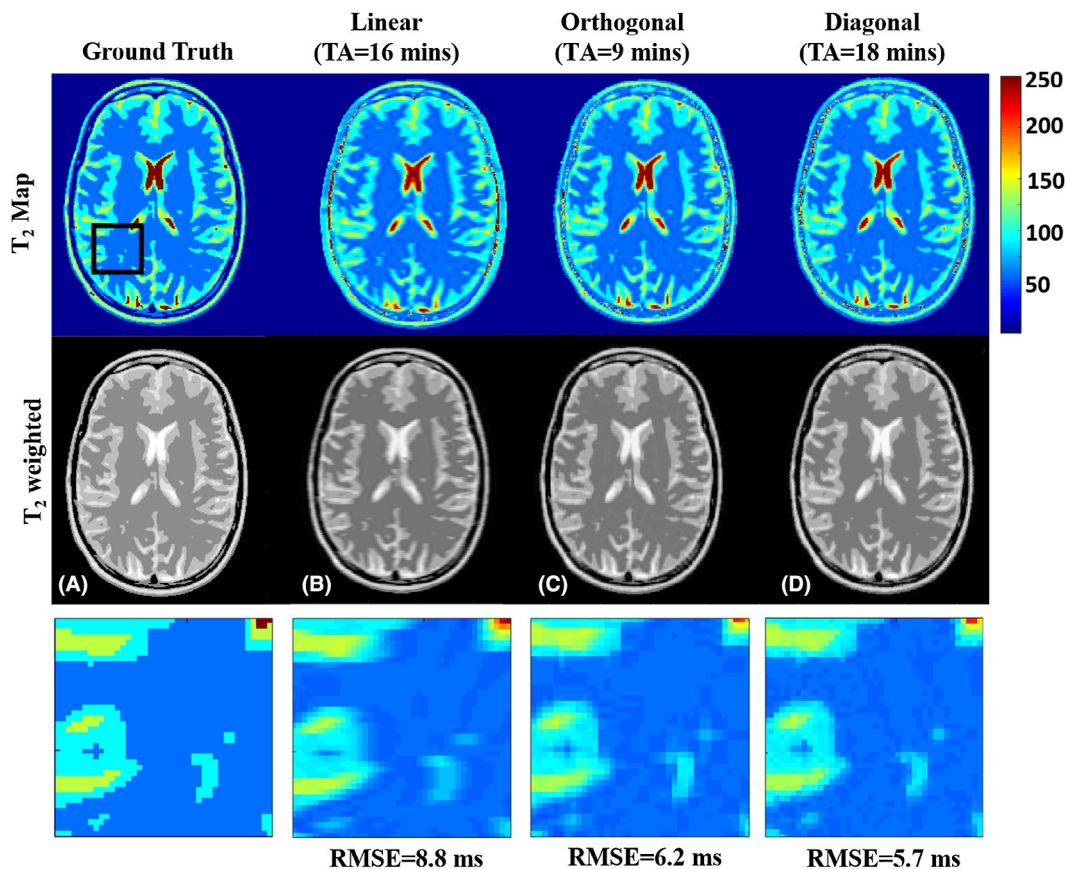 Ground Truth
Linear
(TA=16 mins)
Orthogonal
(TA=9 mins)
Diagonal
(TA=18 mins)
T₂ Map
250
200
150
100
50
T₂ weighted
(A)
(B)
(C)
(D)
RMSE=8.8 ms
RMSE=6.2 ms
RMSE=5.7 ms